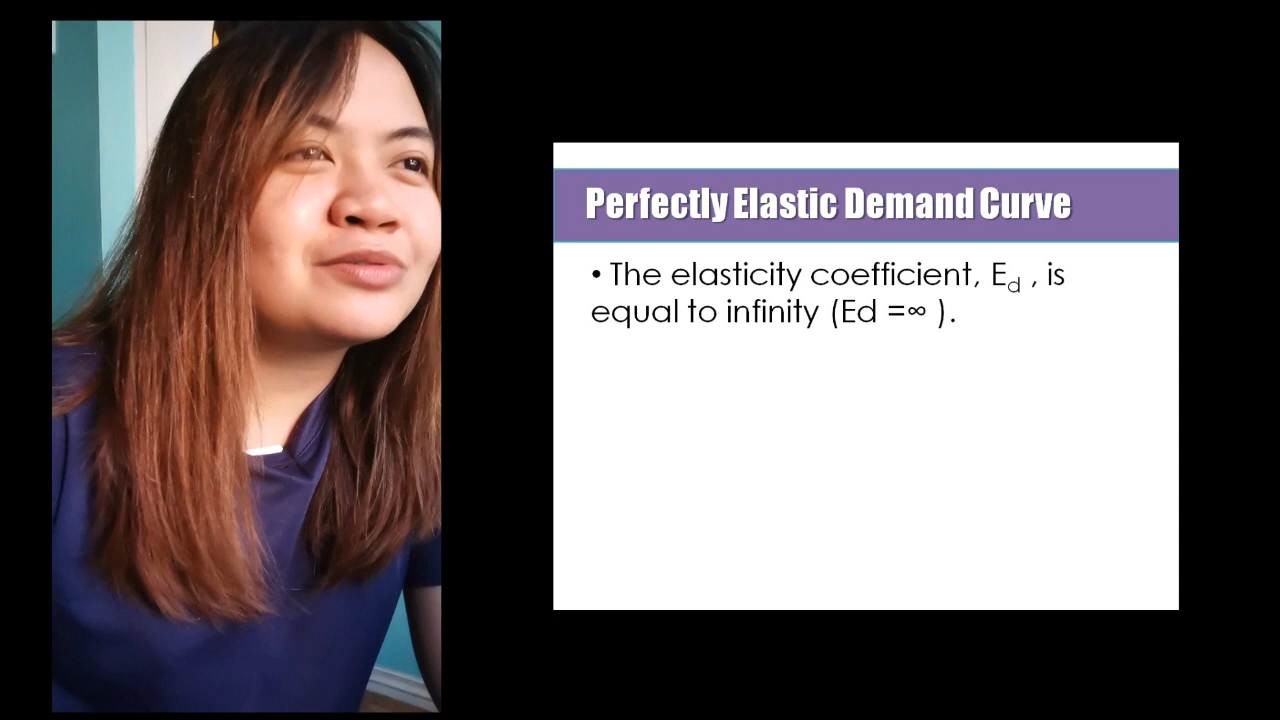 Perfectly Elastic Demand Curve
• The elasticity coefficient, Ed , is
equal to infinity (Ed =∞ ).